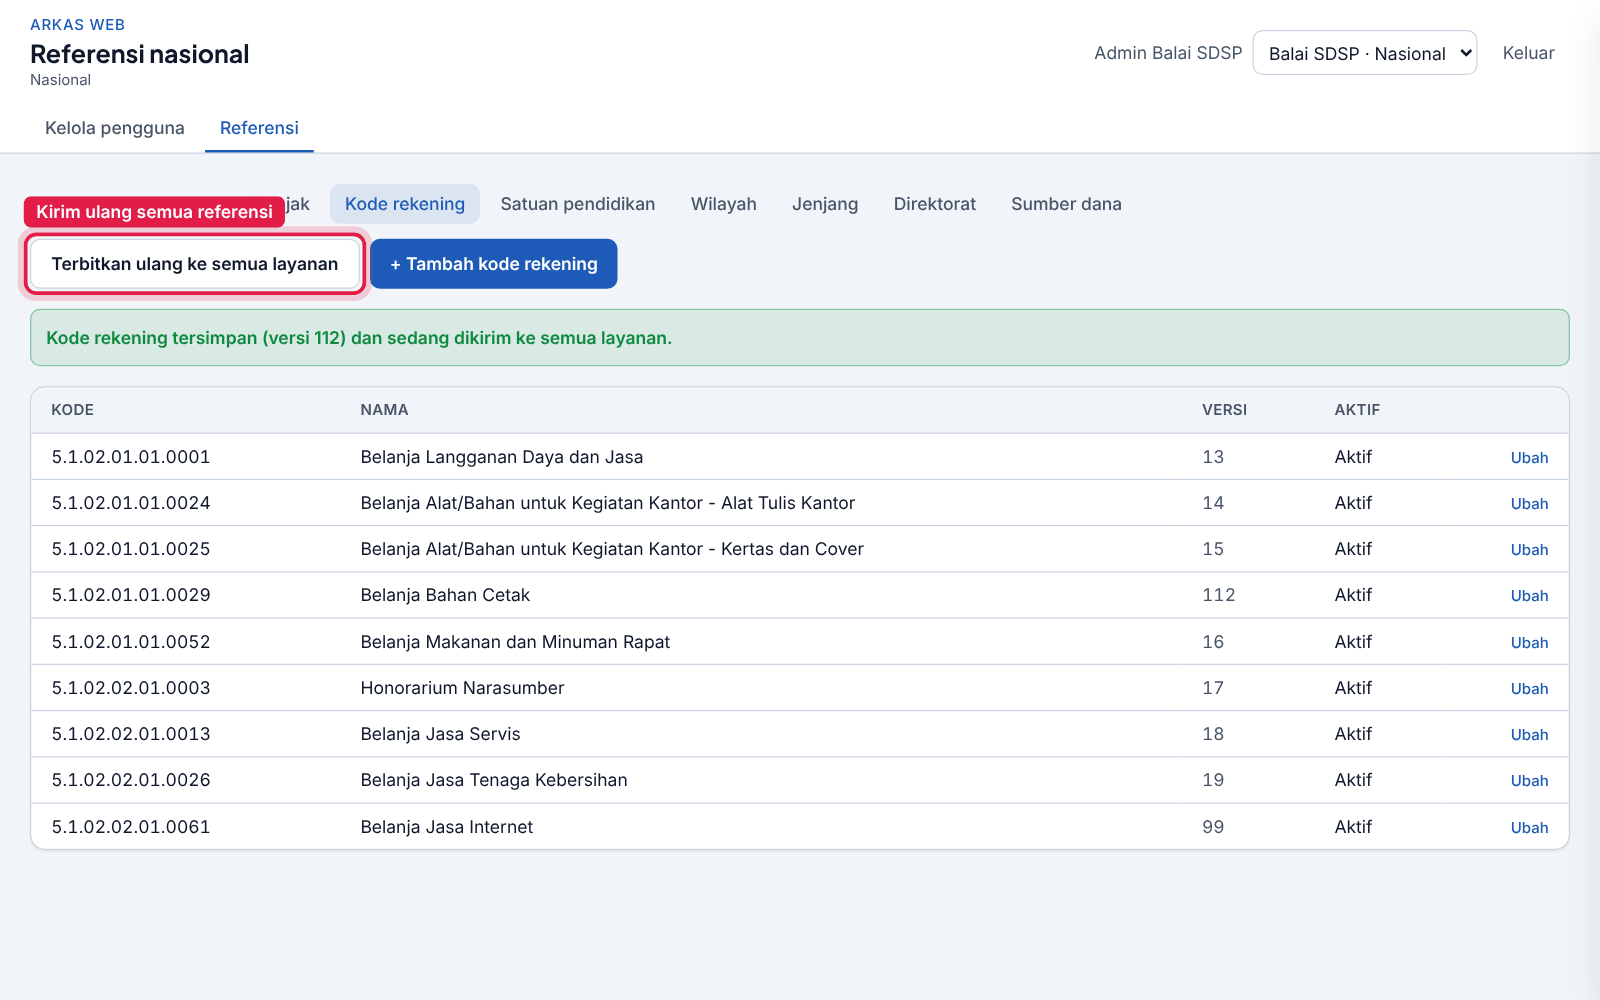 ARKAS WEB
Referensi nasional
Nasional
Admin Balai SDSP
Balai SDSP · Nasional
Keluar
Kelola pengguna
Referensi
Kirim ulang semua referensi
Kode rekening
Satuan pendidikan
Wilayah
Jenjang
Direktorat
Sumber dana
Terbitkan ulang ke semua layanan
+ Tambah kode rekening
Kode rekening tersimpan (versi 112) dan sedang dikirim ke semua layanan.
KODE NAMA VERSI AKTIF
5.1.02.01.01.0001 Belanja Langganan Daya dan Jasa 13 Aktif Ubah
5.1.02.01.01.0024 Belanja Alat/Bahan untuk Kegiatan Kantor - Alat Tulis Kantor 14 Aktif Ubah
5.1.02.01.01.0025 Belanja Alat/Bahan untuk Kegiatan Kantor - Kertas dan Cover 15 Aktif Ubah
5.1.02.01.01.0029 Belanja Bahan Cetak 112 Aktif Ubah
5.1.02.01.01.0052 Belanja Makanan dan Minuman Rapat 16 Aktif Ubah
5.1.02.02.01.0003 Honorarium Narasumber 17 Aktif Ubah
5.1.02.02.01.0013 Belanja Jasa Servis 18 Aktif Ubah
5.1.02.02.01.0026 Belanja Jasa Tenaga Kebersihan 19 Aktif Ubah
5.1.02.02.01.0061 Belanja Jasa Internet 99 Aktif Ubah